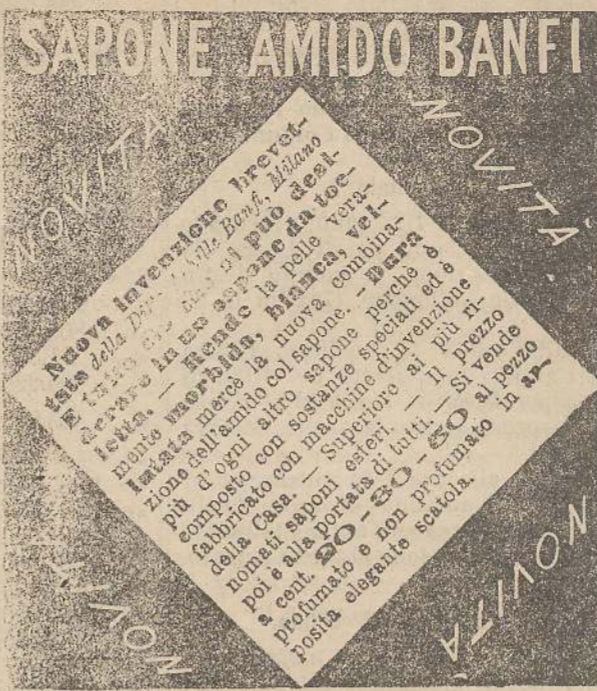 SAPONE AMIDO BANFI
NOVITÀ
NOVITÀ
Nuova invenzione brevet-
tata della Ditta Achille Banfi, Milano
È tutto ciò che si può desi-
derare in un sapone da toe-
letta. — Rende la pelle vera-
mente morbida, bianca, vel-
lutata mercè la nuova combina-
zione dell'amido col sapone. — Dura
più d'ogni altro sapone perchè è
composto con sostanze speciali ed è
fabbricato con macchine d'invenzione
della Casa. — Superiore ai più ri-
nomati saponi esteri. — Il prezzo
poi è alla portata di tutti. — Si vende
a cent. 20-30-50 al pezzo
profumato e non profumato in ap-
posita elegante scatola.
NOVITÀ
NOVITÀ